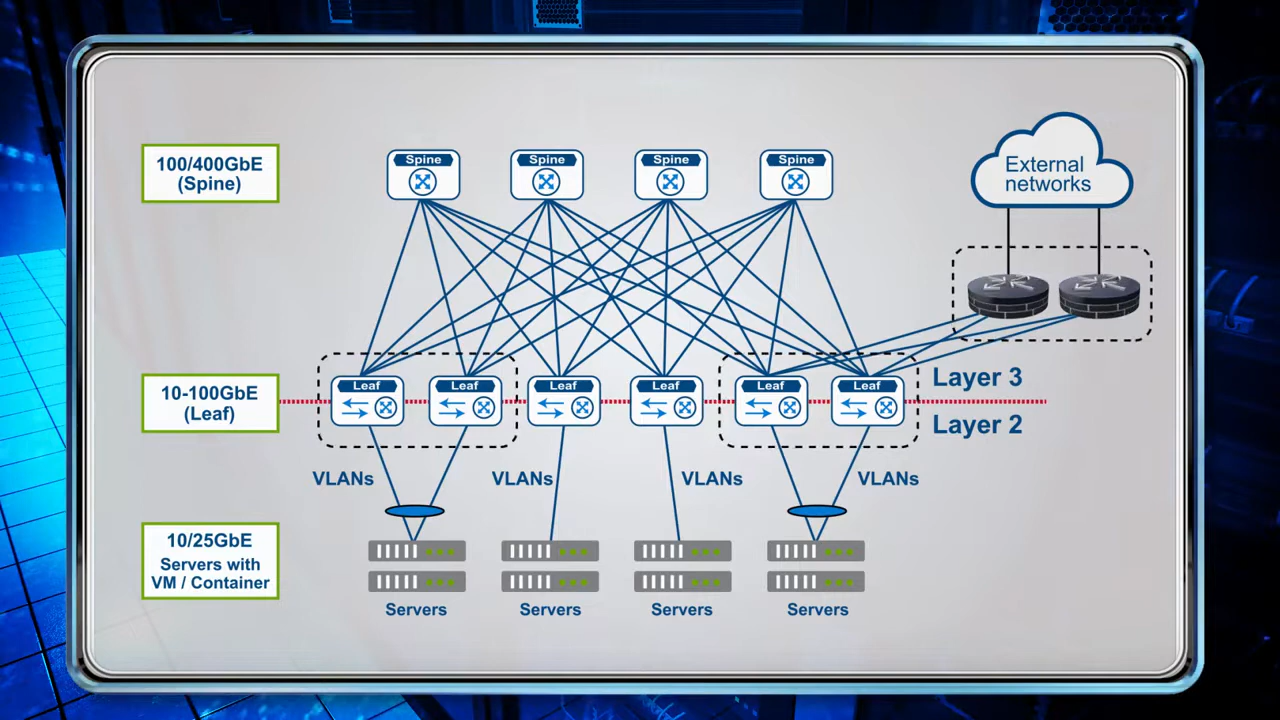 100/400GbE
(Spine)
Spine
Spine
Spine
Spine
External
networks
10-100GbE
(Leaf)
Leaf
Leaf
Leaf
Leaf
Leaf
Leaf
Layer 3
Layer 2
VLANs
VLANs
VLANs
VLANs
10/25GbE
Servers with
VM / Container
Servers
Servers
Servers
Servers